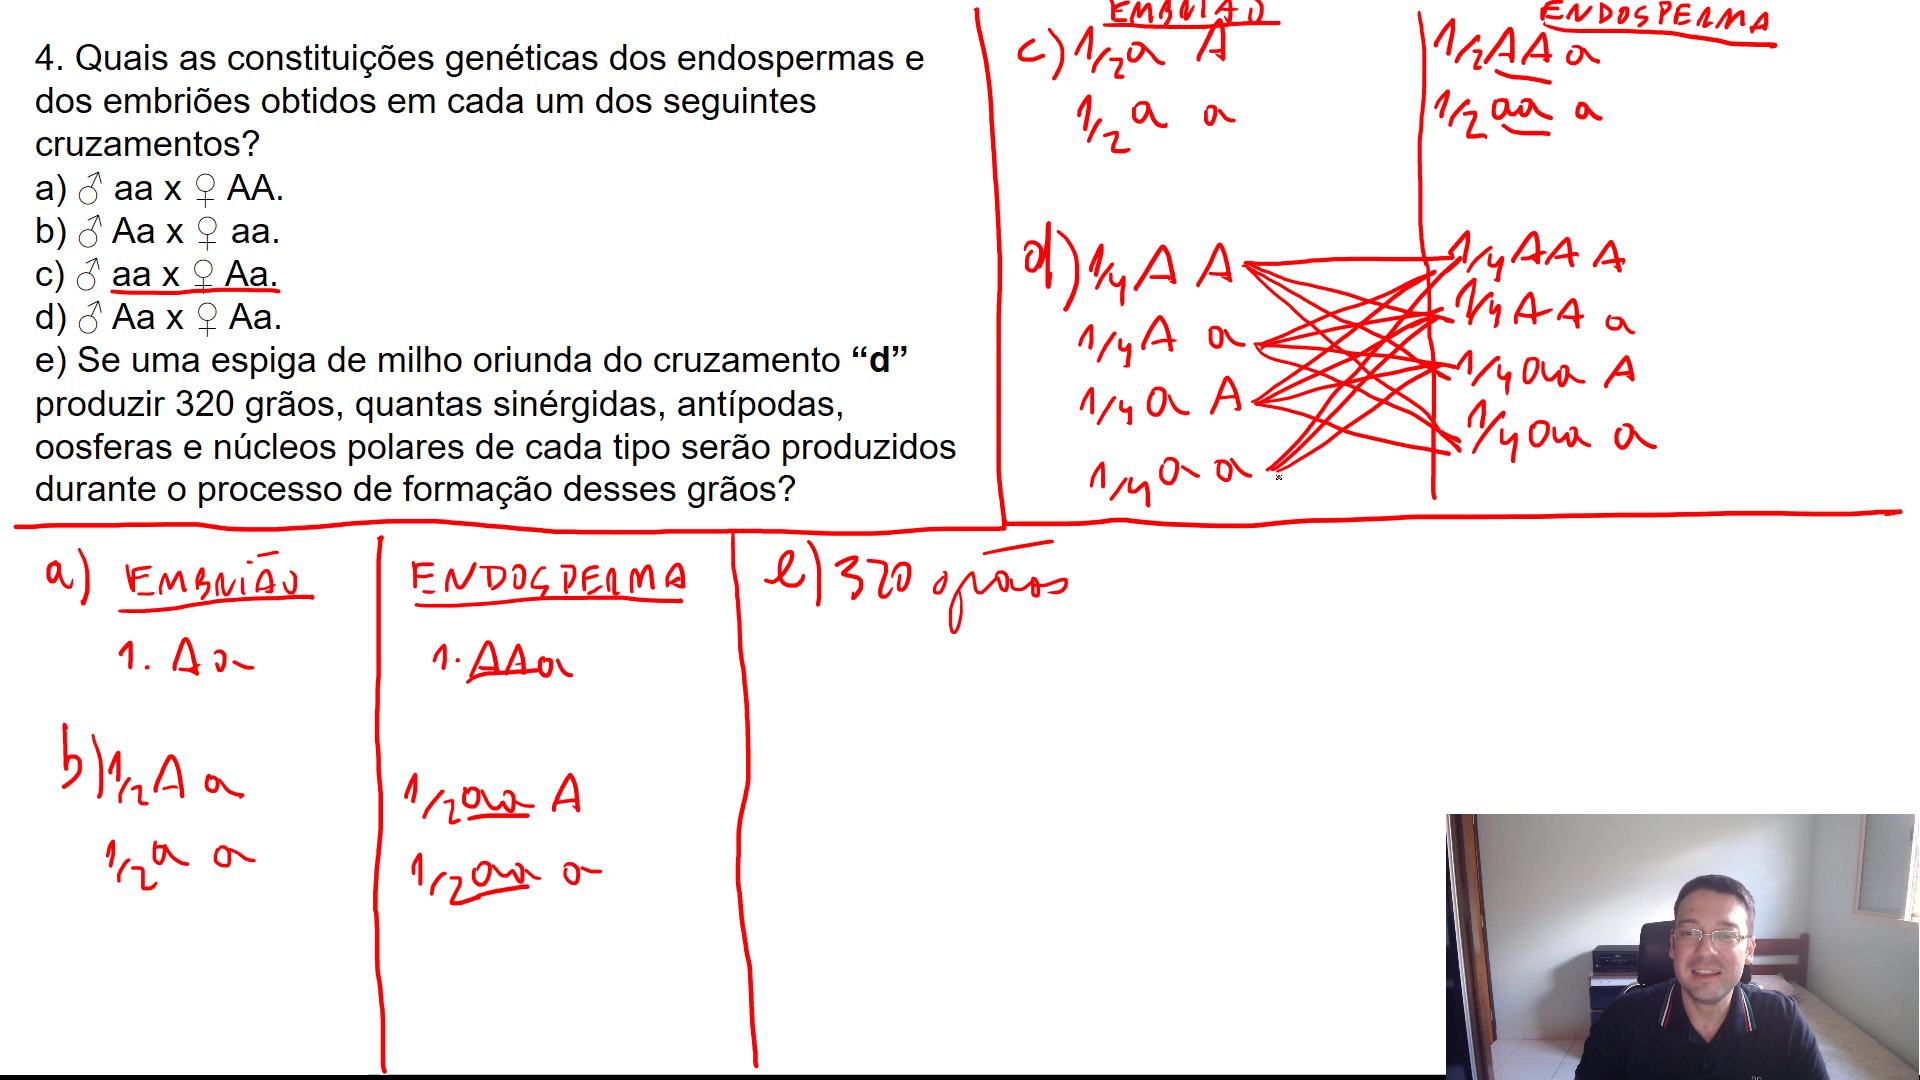 4. Quais as constituições genéticas dos endospermas e
dos embriões obtidos em cada um dos seguintes
cruzamentos?
a) ♂ aa x ♀ AA.
b) ♂ Aa x ♀ aa.
c) ♂ aa x ♀ Aa.
d) ♂ Aa x ♀ Aa.
e) Se uma espiga de milho oriunda do cruzamento “d”
produzir 320 grãos, quantas sinérgidas, antípodas,
oosferas e núcleos polares de cada tipo serão produzidos
durante o processo de formação desses grãos?
EMBRIÃO ENDOSPERMA
c) 1/2 a A 1/2 AA a
1/2 a a 1/2 aa a
d) 1/4 A A 1/4 AA A
1/4 A a 1/4 AA a
1/4 a A 1/4 aa A
1/4 a a 1/4 aa a
a) EMBRIÃO ENDOSPERMA
1. Aa 1. AAa
b) 1/2 A a 1/2 aa A
1/2 a a 1/2 aa a
e) 320 grãos